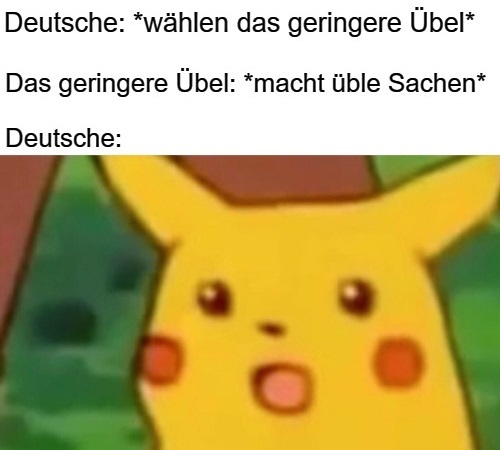 Deutsche: *wählen das geringere Übel*
Das geringere Übel: *macht üble Sachen*
Deutsche: